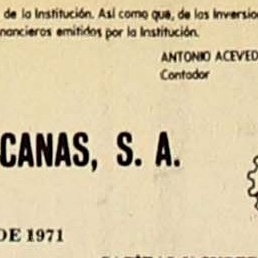 de la Institución. Así como que, de las Inversio
nancieros emitidos por la Institución.
ANTONIO ACEVED
Contador
CANAS, S. A.
DE 1971